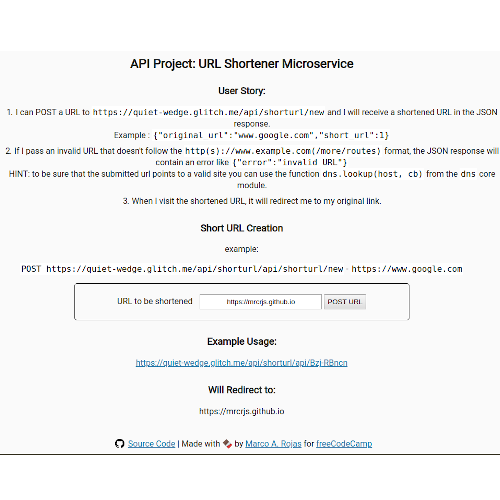 API Project: URL Shortener Microservice
User Story:
1. I can POST a URL to https://quiet-wedge.glitch.me/api/shorturl/new and I will receive a shortened URL in the JSON
response.
Example : {"original_url":"www.google.com","short_url":1}
2. If I pass an invalid URL that doesn't follow the http(s)://www.example.com(/more/routes) format, the JSON response will
contain an error like {"error":"invalid URL"}
HINT: to be sure that the submitted url points to a valid site you can use the function dns.lookup(host, cb) from the dns core
module.
3. When I visit the shortened URL, it will redirect me to my original link.
Short URL Creation
example:
POST https://quiet-wedge.glitch.me/api/shorturl/api/shorturl/new - https://www.google.com
URL to be shortened https://mrcrjs.github.io POST URL
Example Usage:
https://quiet-wedge.glitch.me/api/shorturl/api/Bzj-RBncn
Will Redirect to:
https://mrcrjs.github.io
Source Code | Made with by Marco A. Rojas for freeCodeCamp